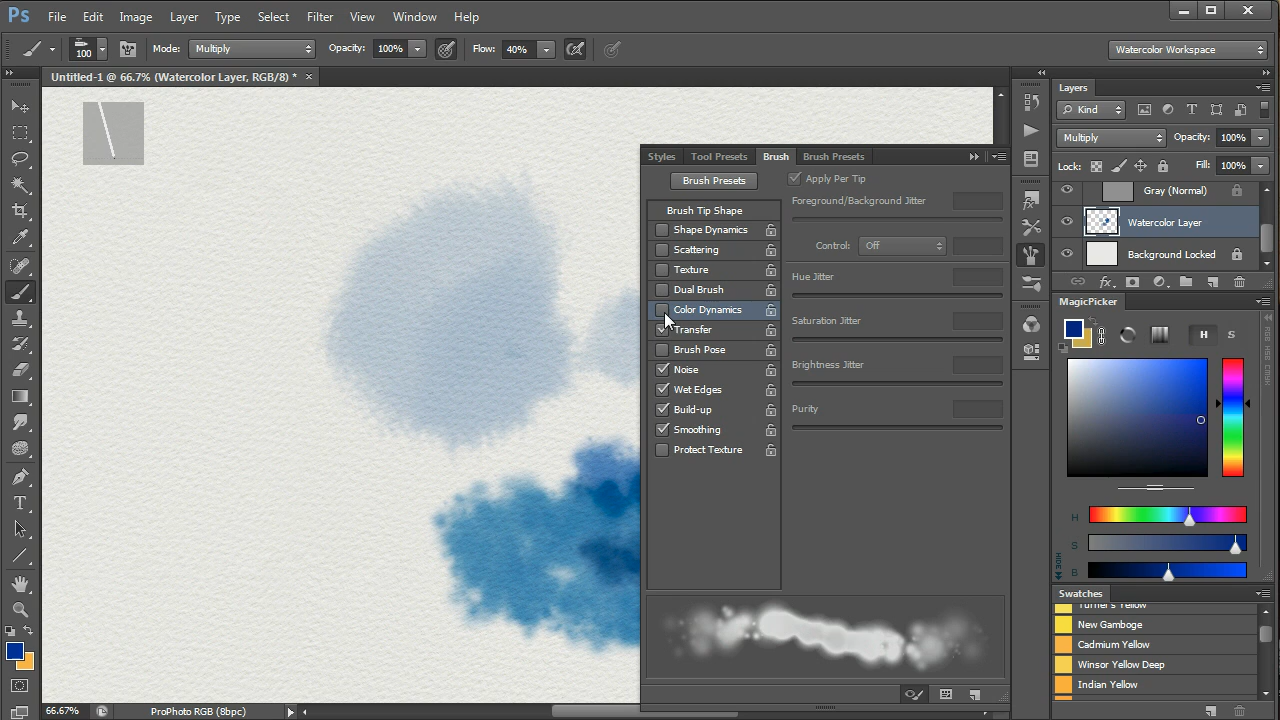 Ps File Edit Image Layer Type Select Filter View Window Help
100 Mode: Multiply Opacity: 100% Flow: 40% Watercolor Workspace
Untitled-1 @ 66.7% (Watercolor Layer, RGB/8) * ×
Styles Tool Presets Brush Brush Presets
Brush Presets
Brush Tip Shape
Shape Dynamics
Scattering
Texture
Dual Brush
Color Dynamics
Transfer
Brush Pose
Noise
Wet Edges
Build-up
Smoothing
Protect Texture
Apply Per Tip
Foreground/Background Jitter
Control: Off
Hue Jitter
Saturation Jitter
Brightness Jitter
Purity
Layers
Kind
Multiply Opacity: 100%
Lock: Fill: 100%
Gray (Normal)
Watercolor Layer
Background Locked
fx
MagicPicker
H S
RGB HSB CMYK
H
S
B
HIDE
Swatches
Turner's Yellow
New Gamboge
Cadmium Yellow
Winsor Yellow Deep
Indian Yellow
66.67% ProPhoto RGB (8bpc)